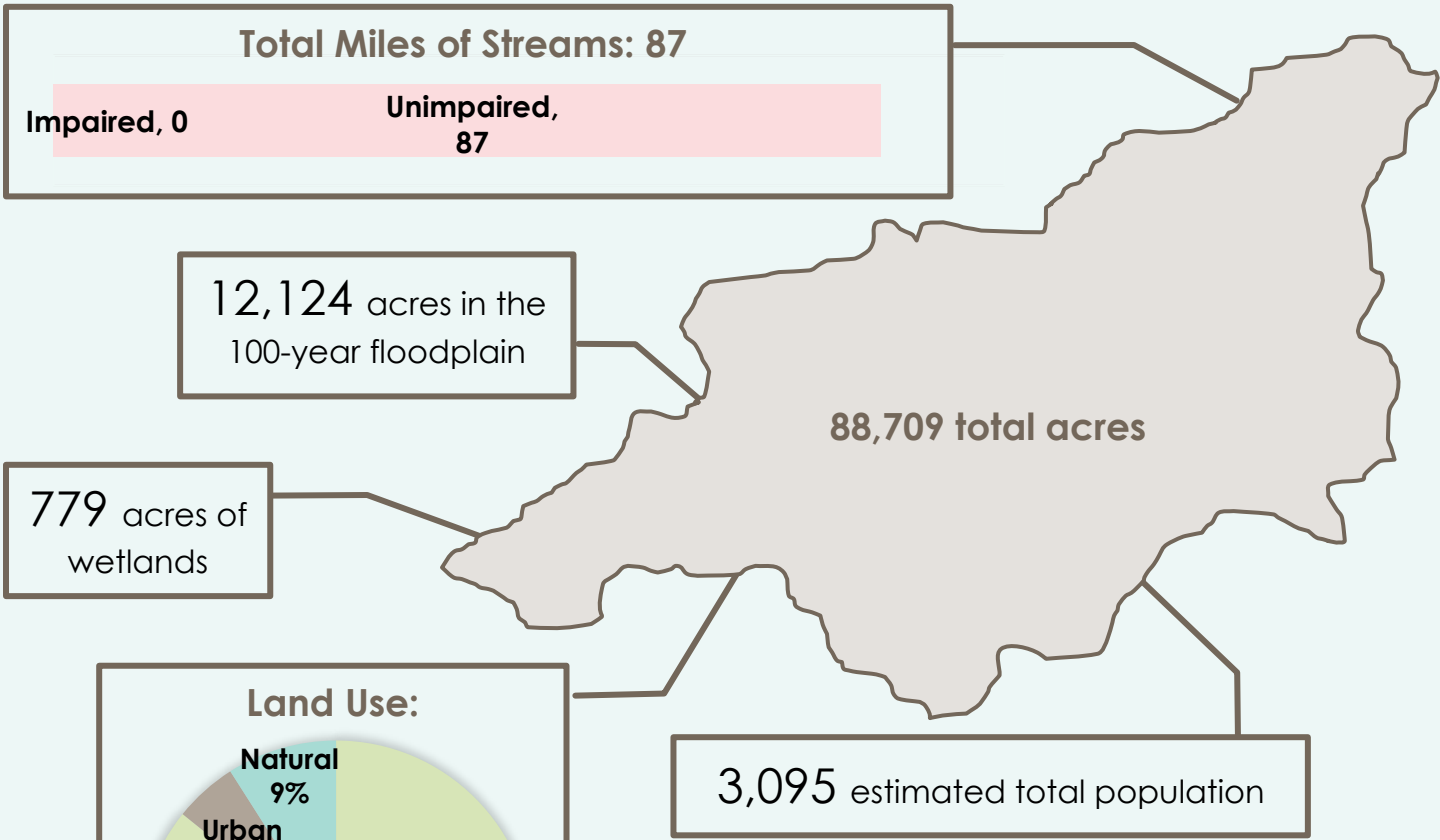 Total Miles of Streams: 87
Impaired, 0
Unimpaired,
87
12,124 acres in the
100-year floodplain
88,709 total acres
779 acres of
wetlands
Land Use:
Natural
9%
Urban
3,095 estimated total population